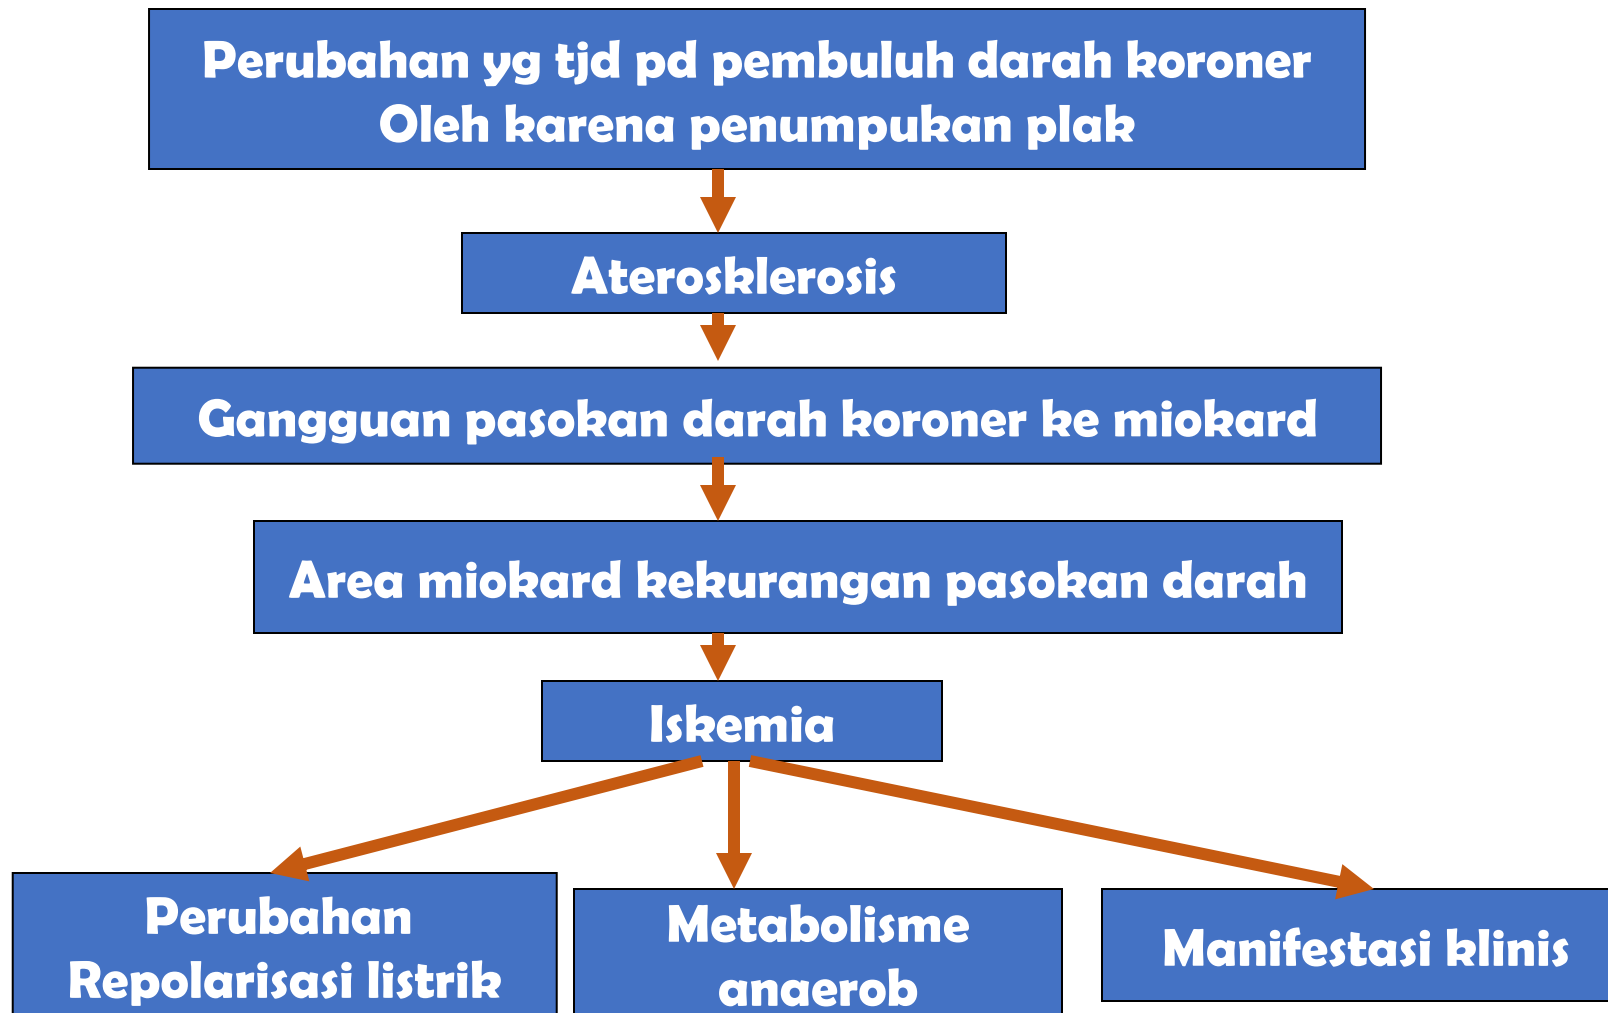 Perubahan yg tjd pd pembuluh darah koroner
Oleh karena penumpukan plak
Aterosklerosis
Gangguan pasokan darah koroner ke miokard
Area miokard kekurangan pasokan darah
Iskemia
Perubahan
Repolarisasi listrik
Metabolisme
anaerob
Manifestasi klinis